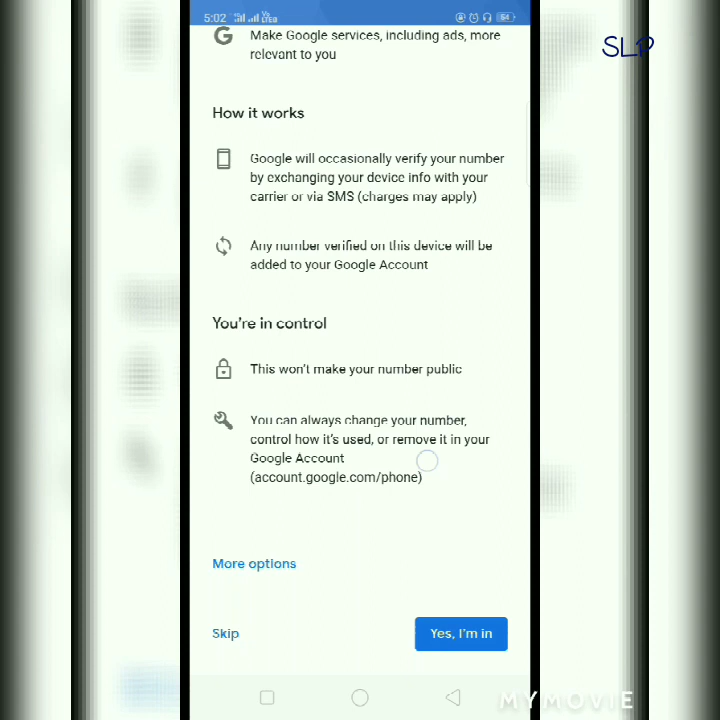 5:02
SLP
Make Google services, including ads, more
relevant to you
How it works
Google will occasionally verify your number
by exchanging your device info with your
carrier or via SMS (charges may apply)
Any number verified on this device will be
added to your Google Account
You're in control
This won't make your number public
You can always change your number,
control how it's used, or remove it in your
Google Account
(account.google.com/phone)
More options
Skip
Yes, I'm in
MYMOVIE